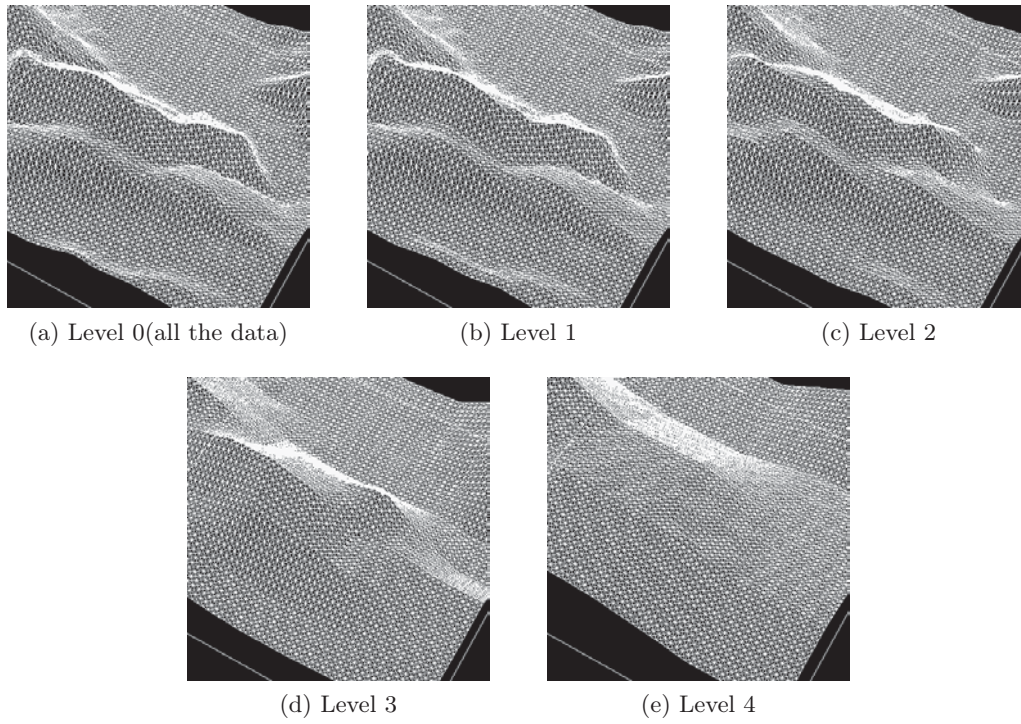 (a) Level 0(all the data)
(b) Level 1
(c) Level 2
(d) Level 3
(e) Level 4